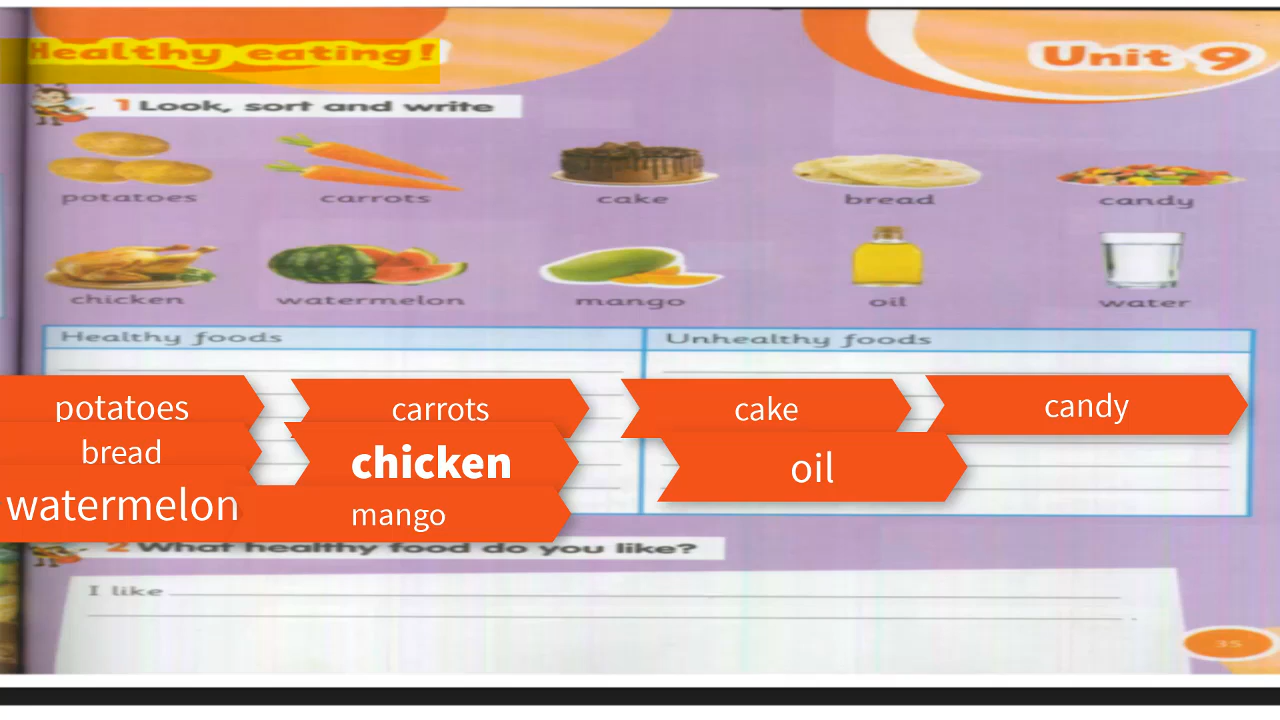 Healthy eating!
Unit 9
1 Look, sort and write
potatoes carrots cake bread candy
chicken watermelon mango oil water
Healthy foods Unhealthy foods
potatoes carrots cake candy
bread chicken oil
watermelon mango
2 What healthy food do you like?
I like
35